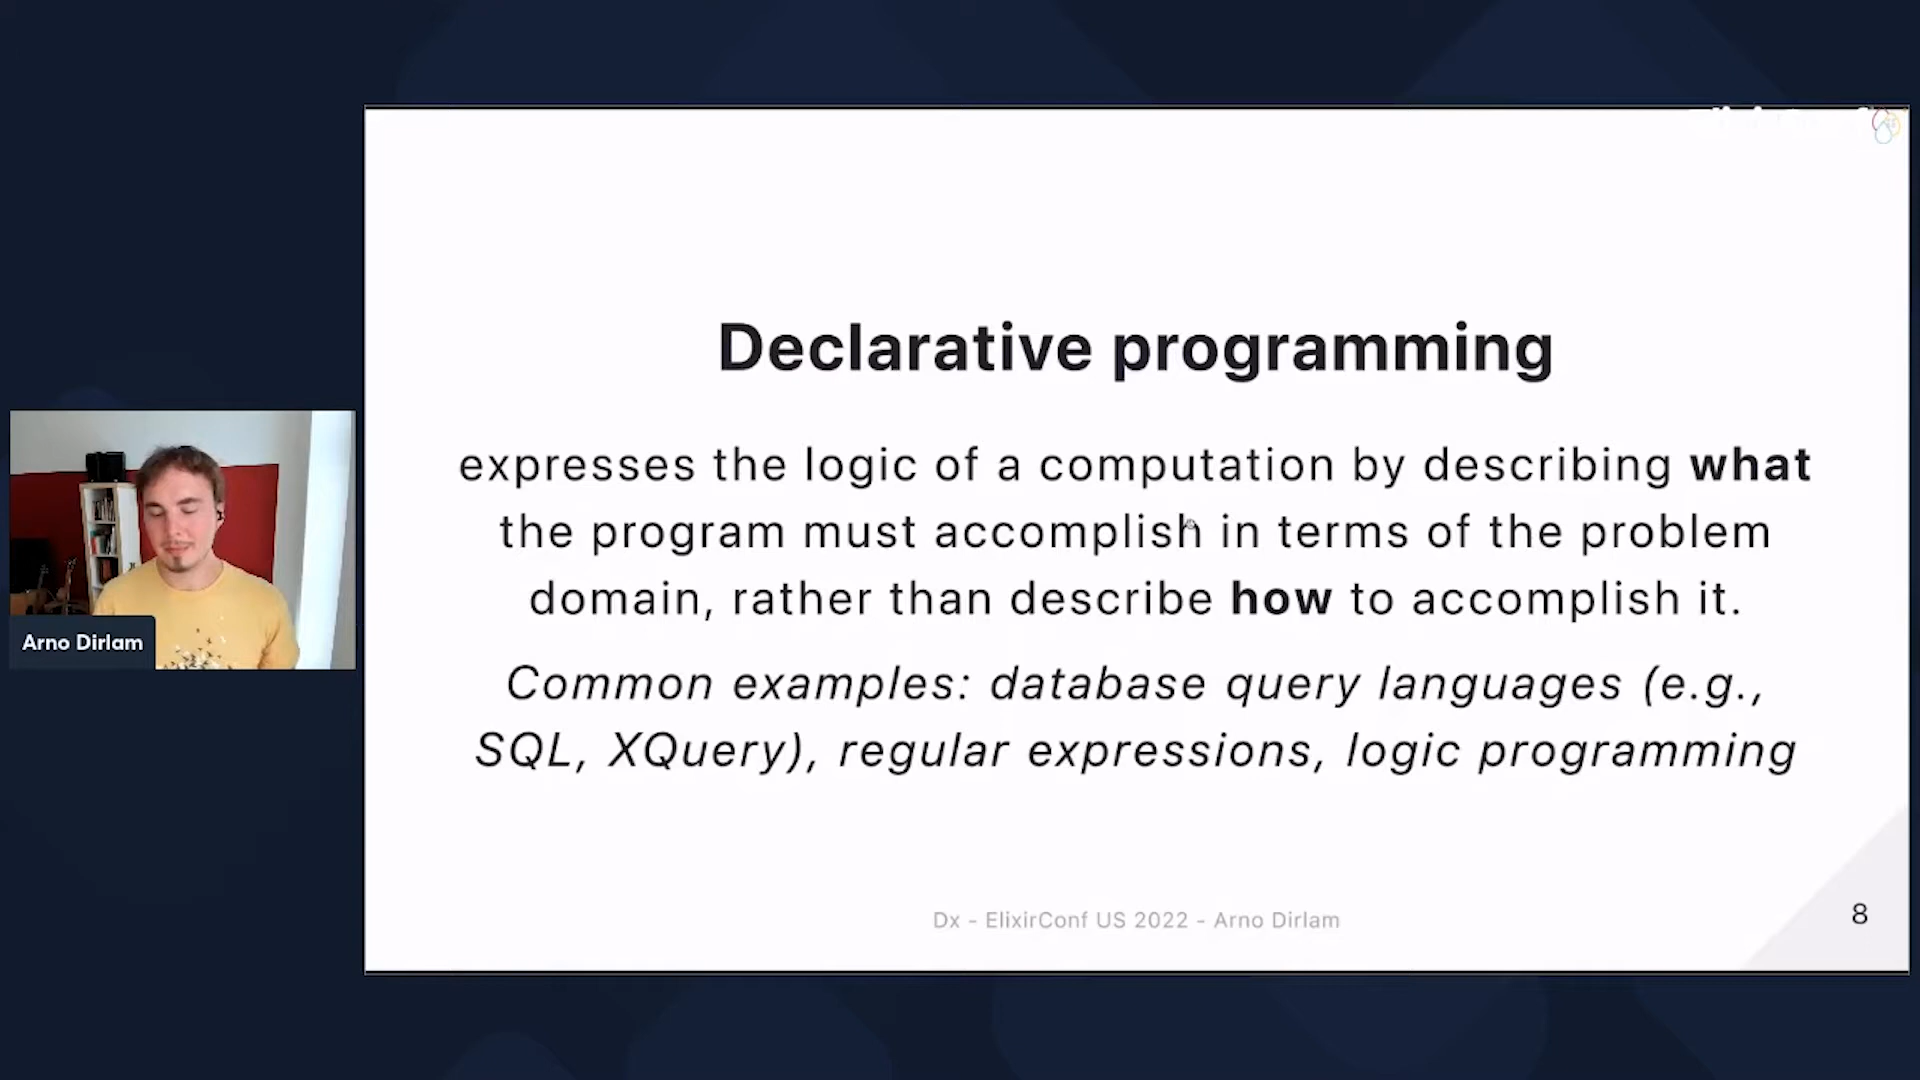 Declarative programming
expresses the logic of a computation by describing what
the program must accomplish in terms of the problem
domain, rather than describe how to accomplish it.
Common examples: database query languages (e.g.,
SQL, XQuery), regular expressions, logic programming
Arno Dirlam
Dx - ElixirConf US 2022 - Arno Dirlam
8